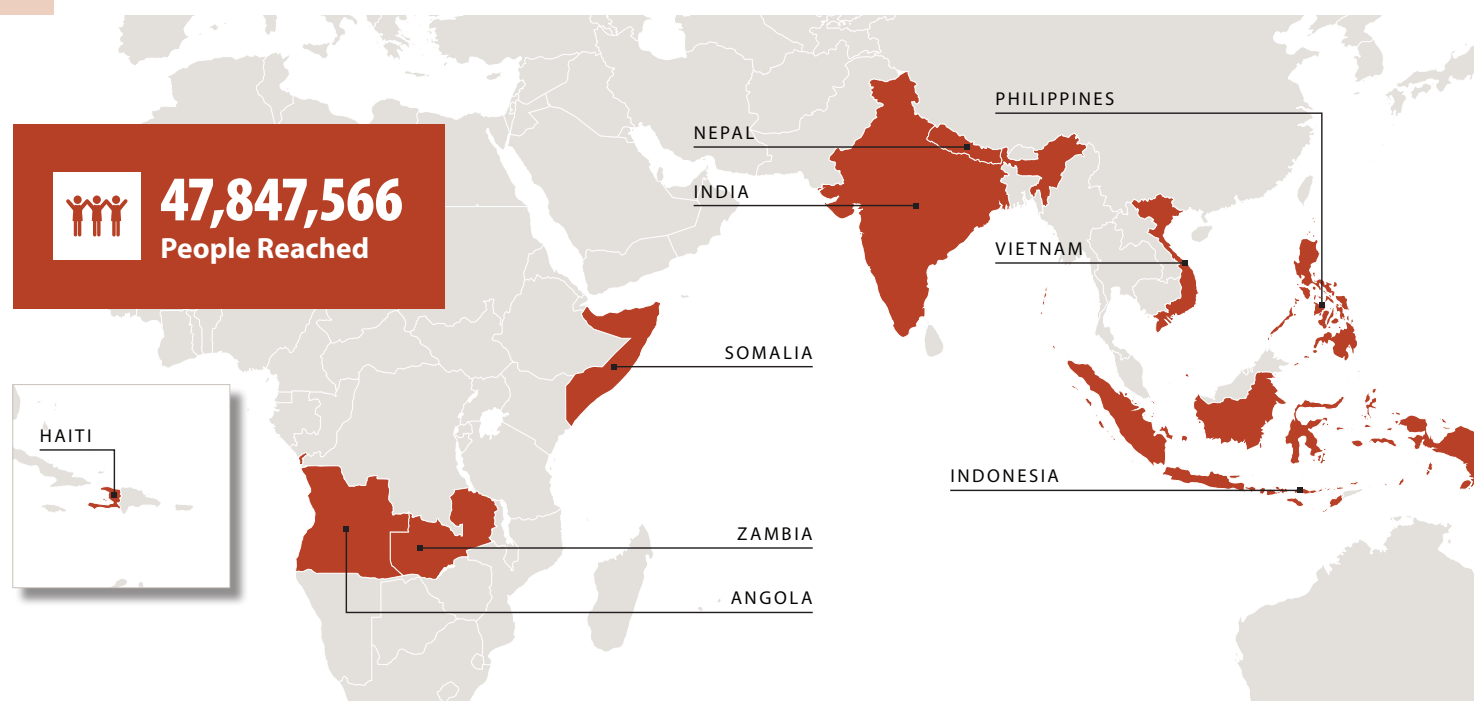 PHILIPPINES
NEPAL
47,847,566
People Reached
INDIA
VIETNAM
SOMALIA
HAITI
INDONESIA
ZAMBIA
ANGOLA